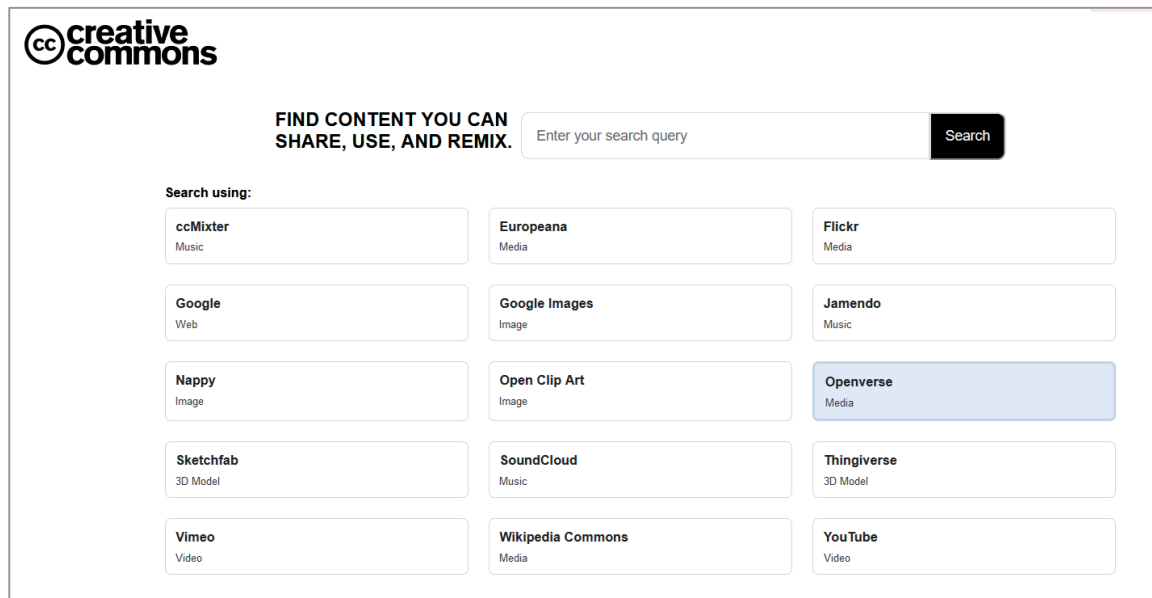 cc creative
commons
FIND CONTENT YOU CAN
SHARE, USE, AND REMIX.
Enter your search query
Search
Search using:
ccMixter
Music
Europeana
Media
Flickr
Media
Google
Web
Google Images
Image
Jamendo
Music
Nappy
Image
Open Clip Art
Image
Openverse
Media
Sketchfab
3D Model
SoundCloud
Music
Thingiverse
3D Model
Vimeo
Video
Wikipedia Commons
Media
YouTube
Video